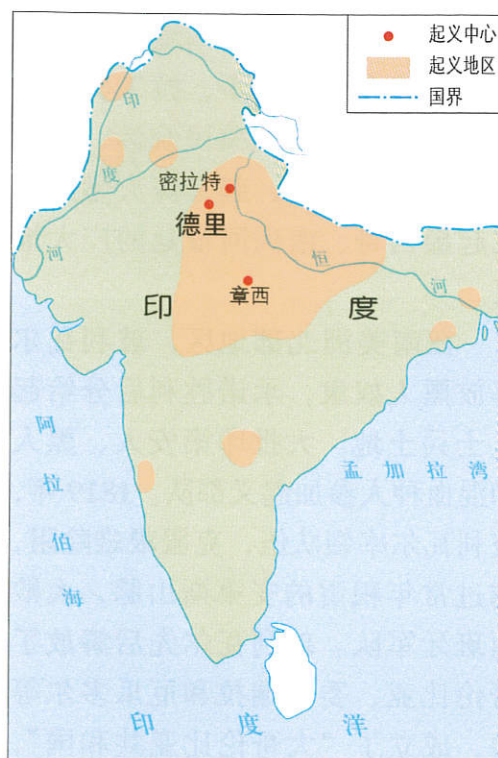 起义中心
起义地区
国界
印
度
河
密拉特
德里
恒
河
章西
印 度
阿
拉
伯
海
孟加拉湾
印 度 洋